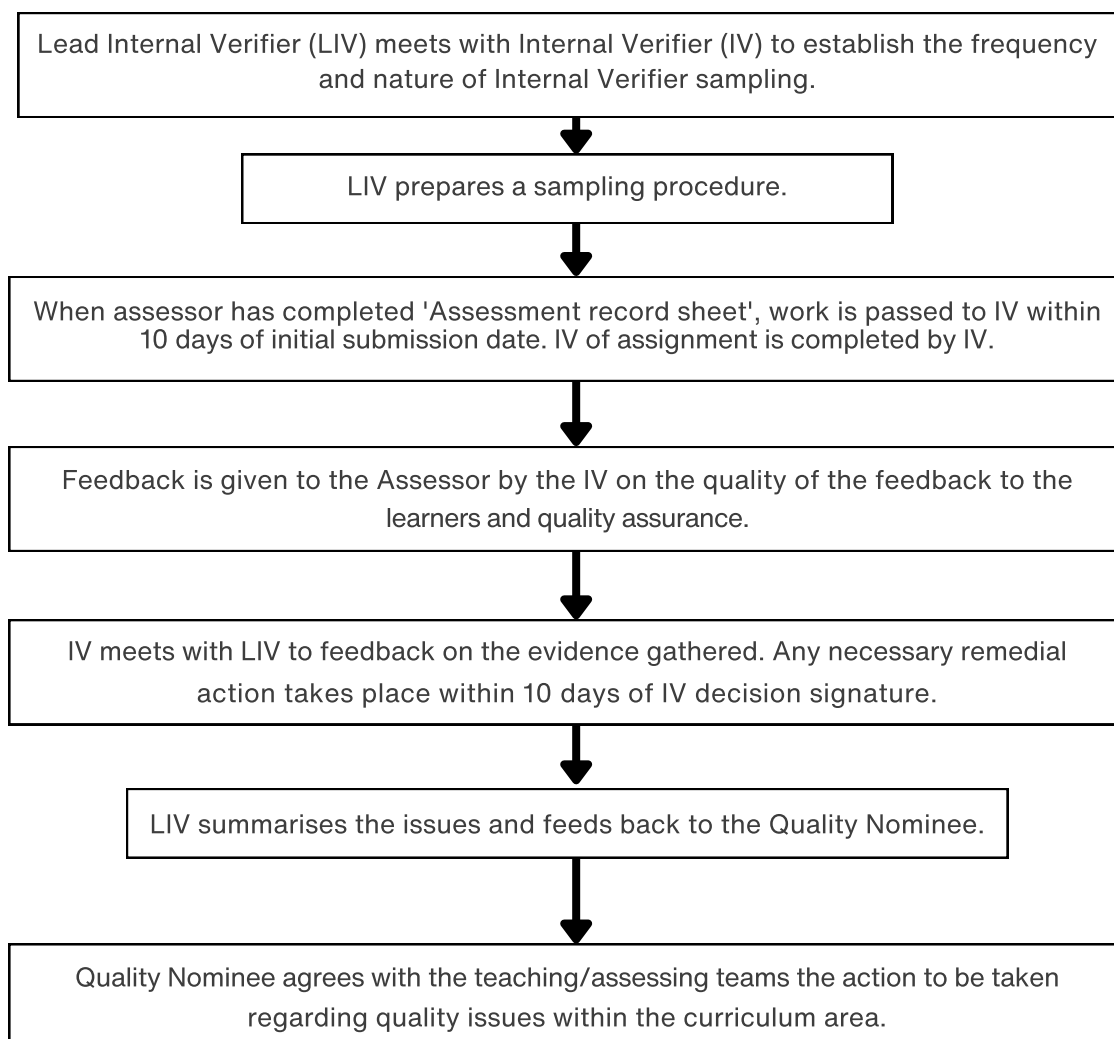 Lead Internal Verifier (LIV) meets with Internal Verifier (IV) to establish the frequency
and nature of Internal Verifier sampling.
LIV prepares a sampling procedure.
When assessor has completed 'Assessment record sheet', work is passed to IV within
10 days of initial submission date. IV of assignment is completed by IV.
Feedback is given to the Assessor by the IV on the quality of the feedback to the
learners and quality assurance.
IV meets with LIV to feedback on the evidence gathered. Any necessary remedial
action takes place within 10 days of IV decision signature.
LIV summarises the issues and feeds back to the Quality Nominee.
Quality Nominee agrees with the teaching/assessing teams the action to be taken
regarding quality issues within the curriculum area.